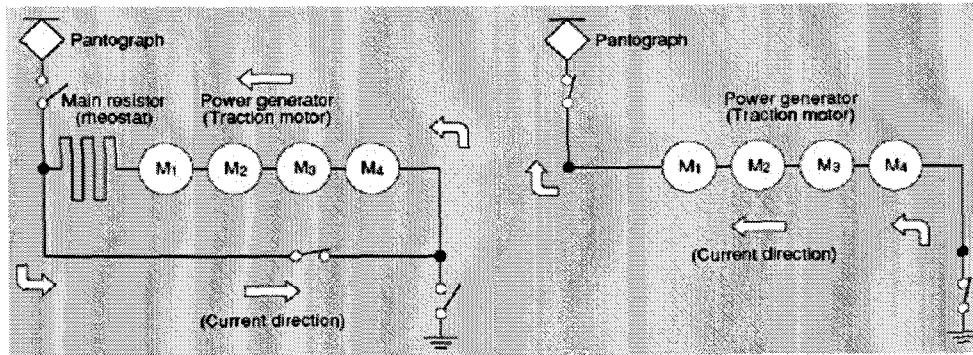 Pantograph
Main resistor
(rheostar)
Power generator
(Traction motor)
M1 M2 M3 M4
(Current direction)
Pantograph
Power generator
(Traction motor)
M1 M2 M3 M4
(Current direction)